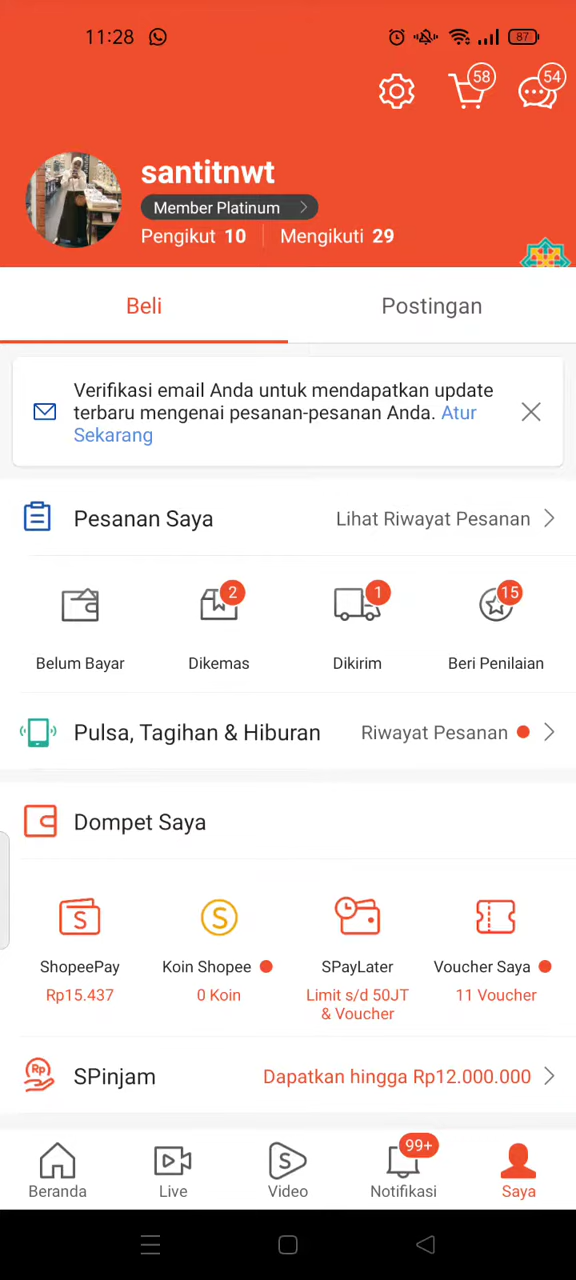 11:28
87
58
54
santitnwt
Member Platinum
Pengikut 10
Mengikuti 29
Beli
Postingan
Verifikasi email Anda untuk mendapatkan update
terbaru mengenai pesanan-pesanan Anda. Atur
Sekarang
Pesanan Saya
Lihat Riwayat Pesanan
2
1
15
Belum Bayar
Dikemas
Dikirim
Beri Penilaian
Pulsa, Tagihan & Hiburan
Riwayat Pesanan
Dompet Saya
S
S
ShopeePay
Koin Shopee
SPayLater
Voucher Saya
Rp15.437
0 Koin
Limit s/d 50JT
& Voucher
11 Voucher
Rp
SPinjam
Dapatkan hingga Rp12.000.000
S
99+
Beranda
Live
Video
Notifikasi
Saya